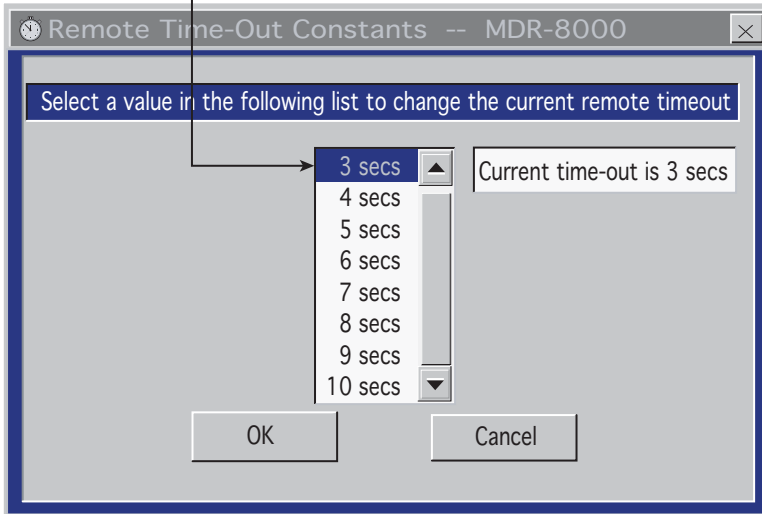 Remote Time-Out Constants -- MDR-8000
Select a value in the following list to change the current remote timeout
3 secs
4 secs
5 secs
6 secs
7 secs
8 secs
9 secs
10 secs
Current time-out is 3 secs
OK
Cancel